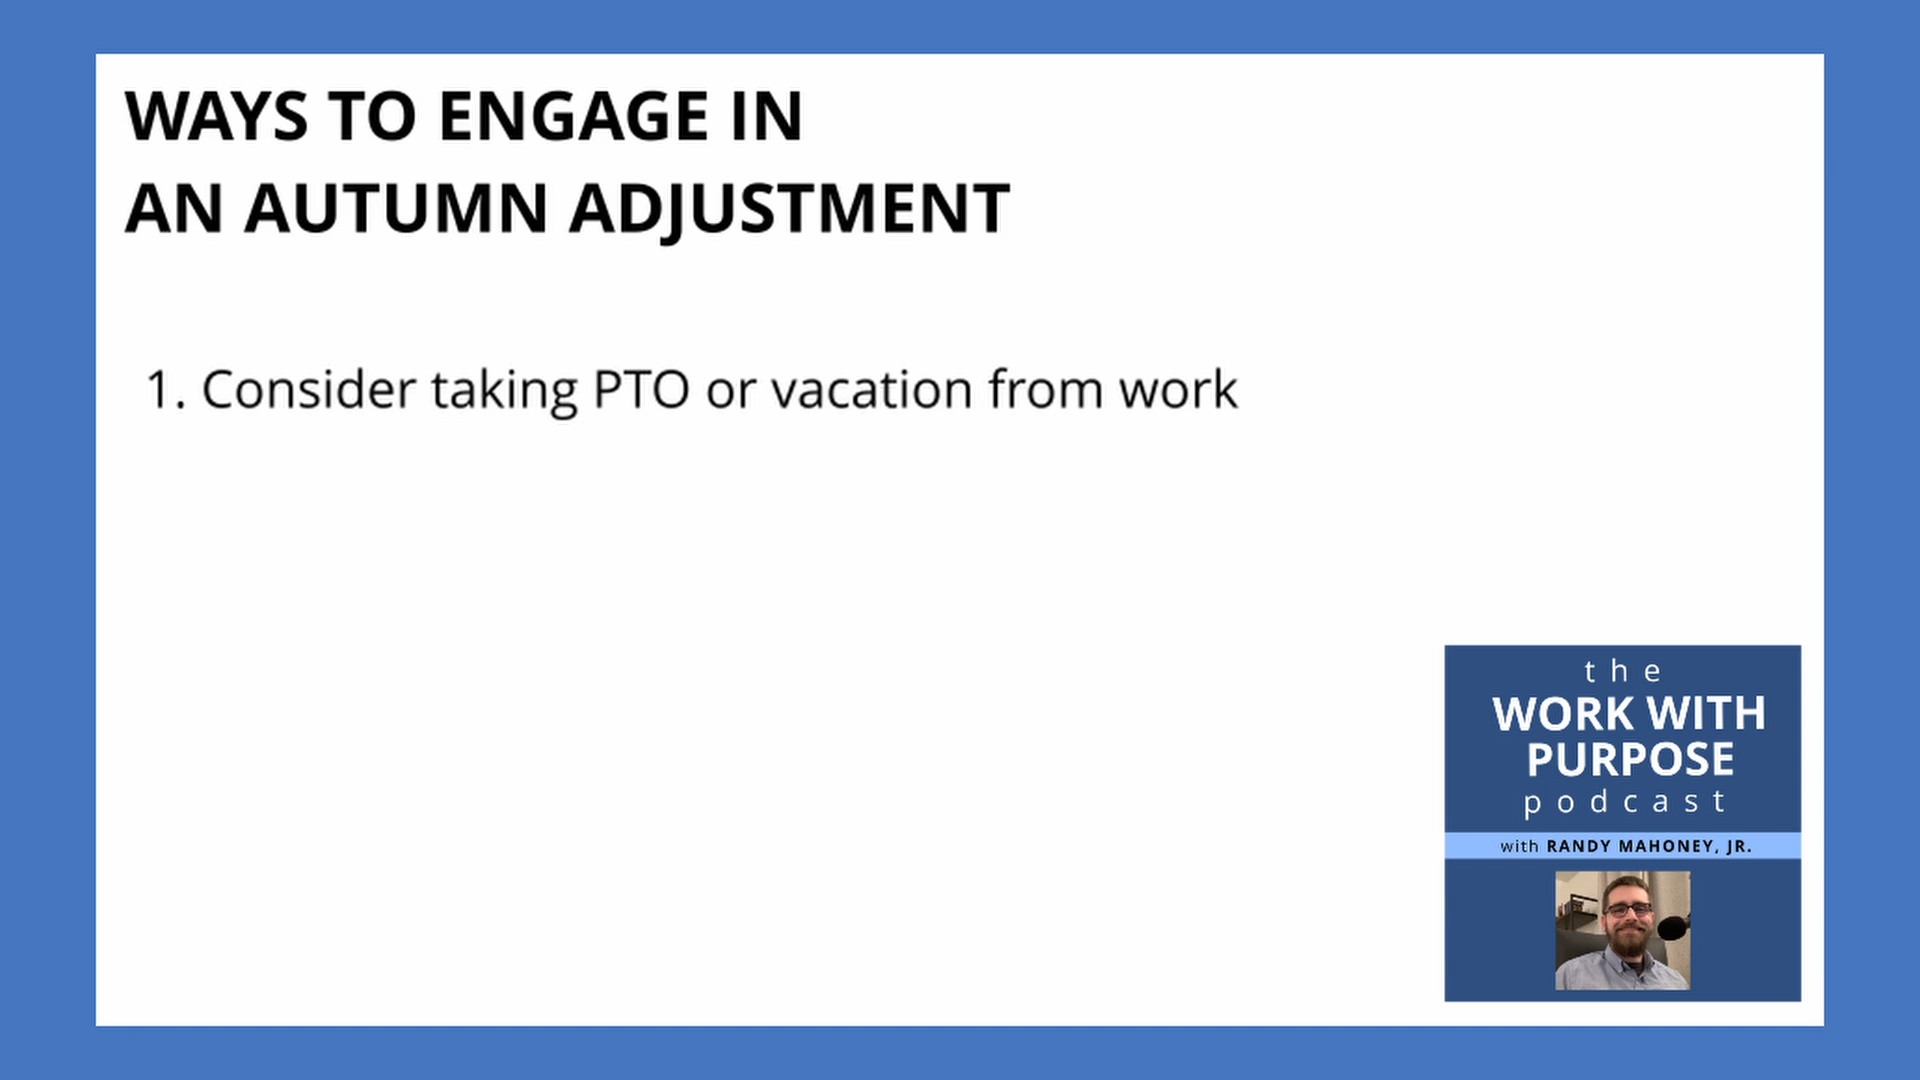 WAYS TO ENGAGE IN
AN AUTUMN ADJUSTMENT
1. Consider taking PTO or vacation from work
the
WORK WITH
PURPOSE
podcast
with RANDY MAHONEY, JR.